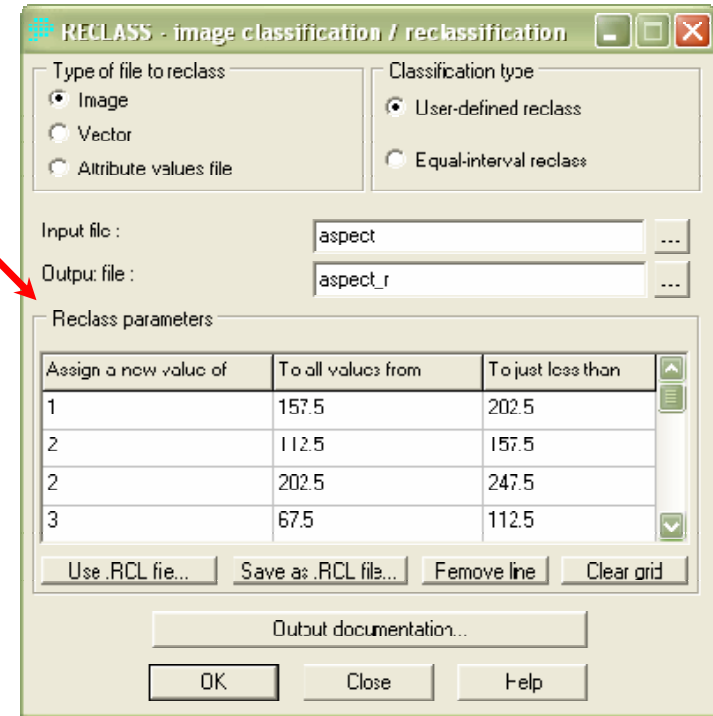 RECLASS - image classification / reclassification
Type of file to reclass
Image
Vector
Attribute values file
Classification type
User-defined reclass
Equal-interval reclass
Input file :
aspect
...
Output file :
aspect_r
...
Reclass parameters
Assign a new value of To all values from To just less than
1 157.5 202.5
2 112.5 157.5
2 202.5 247.5
3 67.5 112.5
Use .RCL file... Save as .RCL file... Remove line Clear grid
Output documentation...
OK Close Help